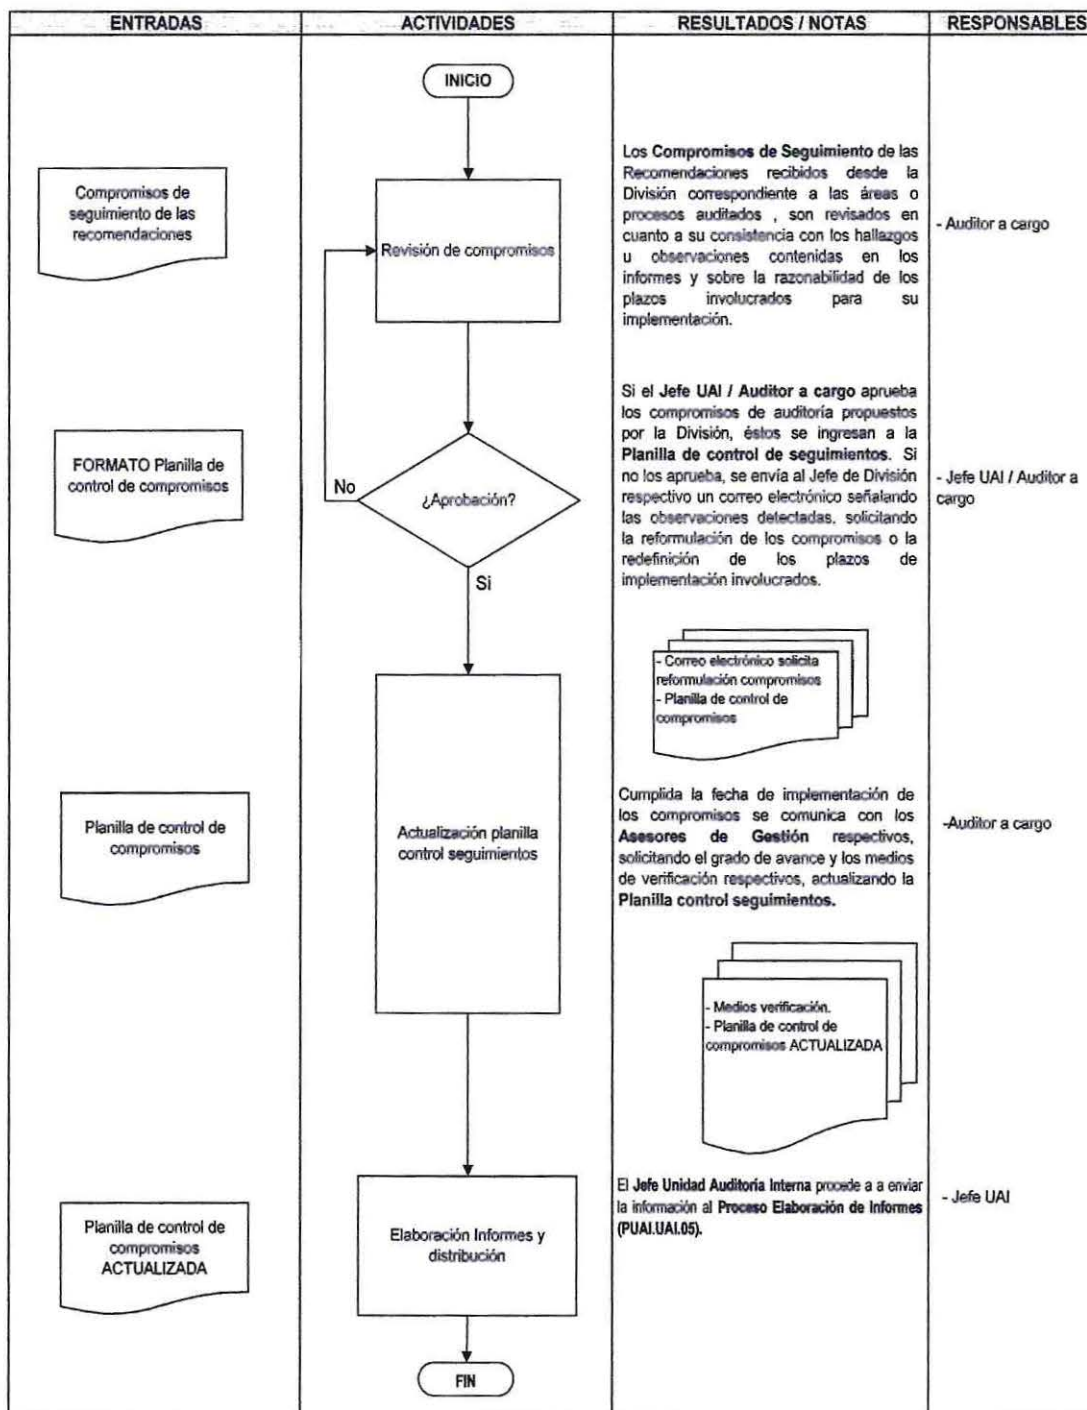 ENTRADAS
ACTIVIDADES
RESULTADOS / NOTAS
RESPONSABLES
INICIO
Compromisos de
seguimiento de las
recomendaciones
Revisión de compromisos
Los Compromisos de Seguimiento de las
Recomendaciones recibidos desde la
División correspondiente a las áreas o
procesos auditados , son revisados en
cuanto a su consistencia con los hallazgos
u observaciones contenidas en los
informes y sobre la razonabilidad de los
plazos involucrados para su
implementación.
- Auditor a cargo
FORMATO Planilla de
control de compromisos
No
¿Aprobación?
Si
Si el Jefe UAI / Auditor a cargo aprueba
los compromisos de auditoría propuestos
por la División, éstos se ingresan a la
Planilla de control de seguimientos. Si
no los aprueba, se envía al Jefe de División
respectivo un correo electrónico señalando
las observaciones detectadas, solicitando
la reformulación de los compromisos o la
redefinición de los plazos de
implementación involucrados.
- Jefe UAI / Auditor a
cargo
- Correo electrónico solicita
reformulación compromisos
- Planilla de control de
compromisos
Planilla de control de
compromisos
Actualización planilla
control seguimientos
Cumplida la fecha de implementación de
los compromisos se comunica con los
Asesores de Gestión respectivos,
solicitando el grado de avance y los medios
de verificación respectivos, actualizando la
Planilla control seguimientos.
-Auditor a cargo
- Medios verificación.
- Planilla de control de
compromisos ACTUALIZADA
Planilla de control de
compromisos
ACTUALIZADA
Elaboración Informes y
distribución
El Jefe Unidad Auditoría Interna procede a a enviar
la información al Proceso Elaboración de Informes
(PUAI.UAI.05).
- Jefe UAI
FIN